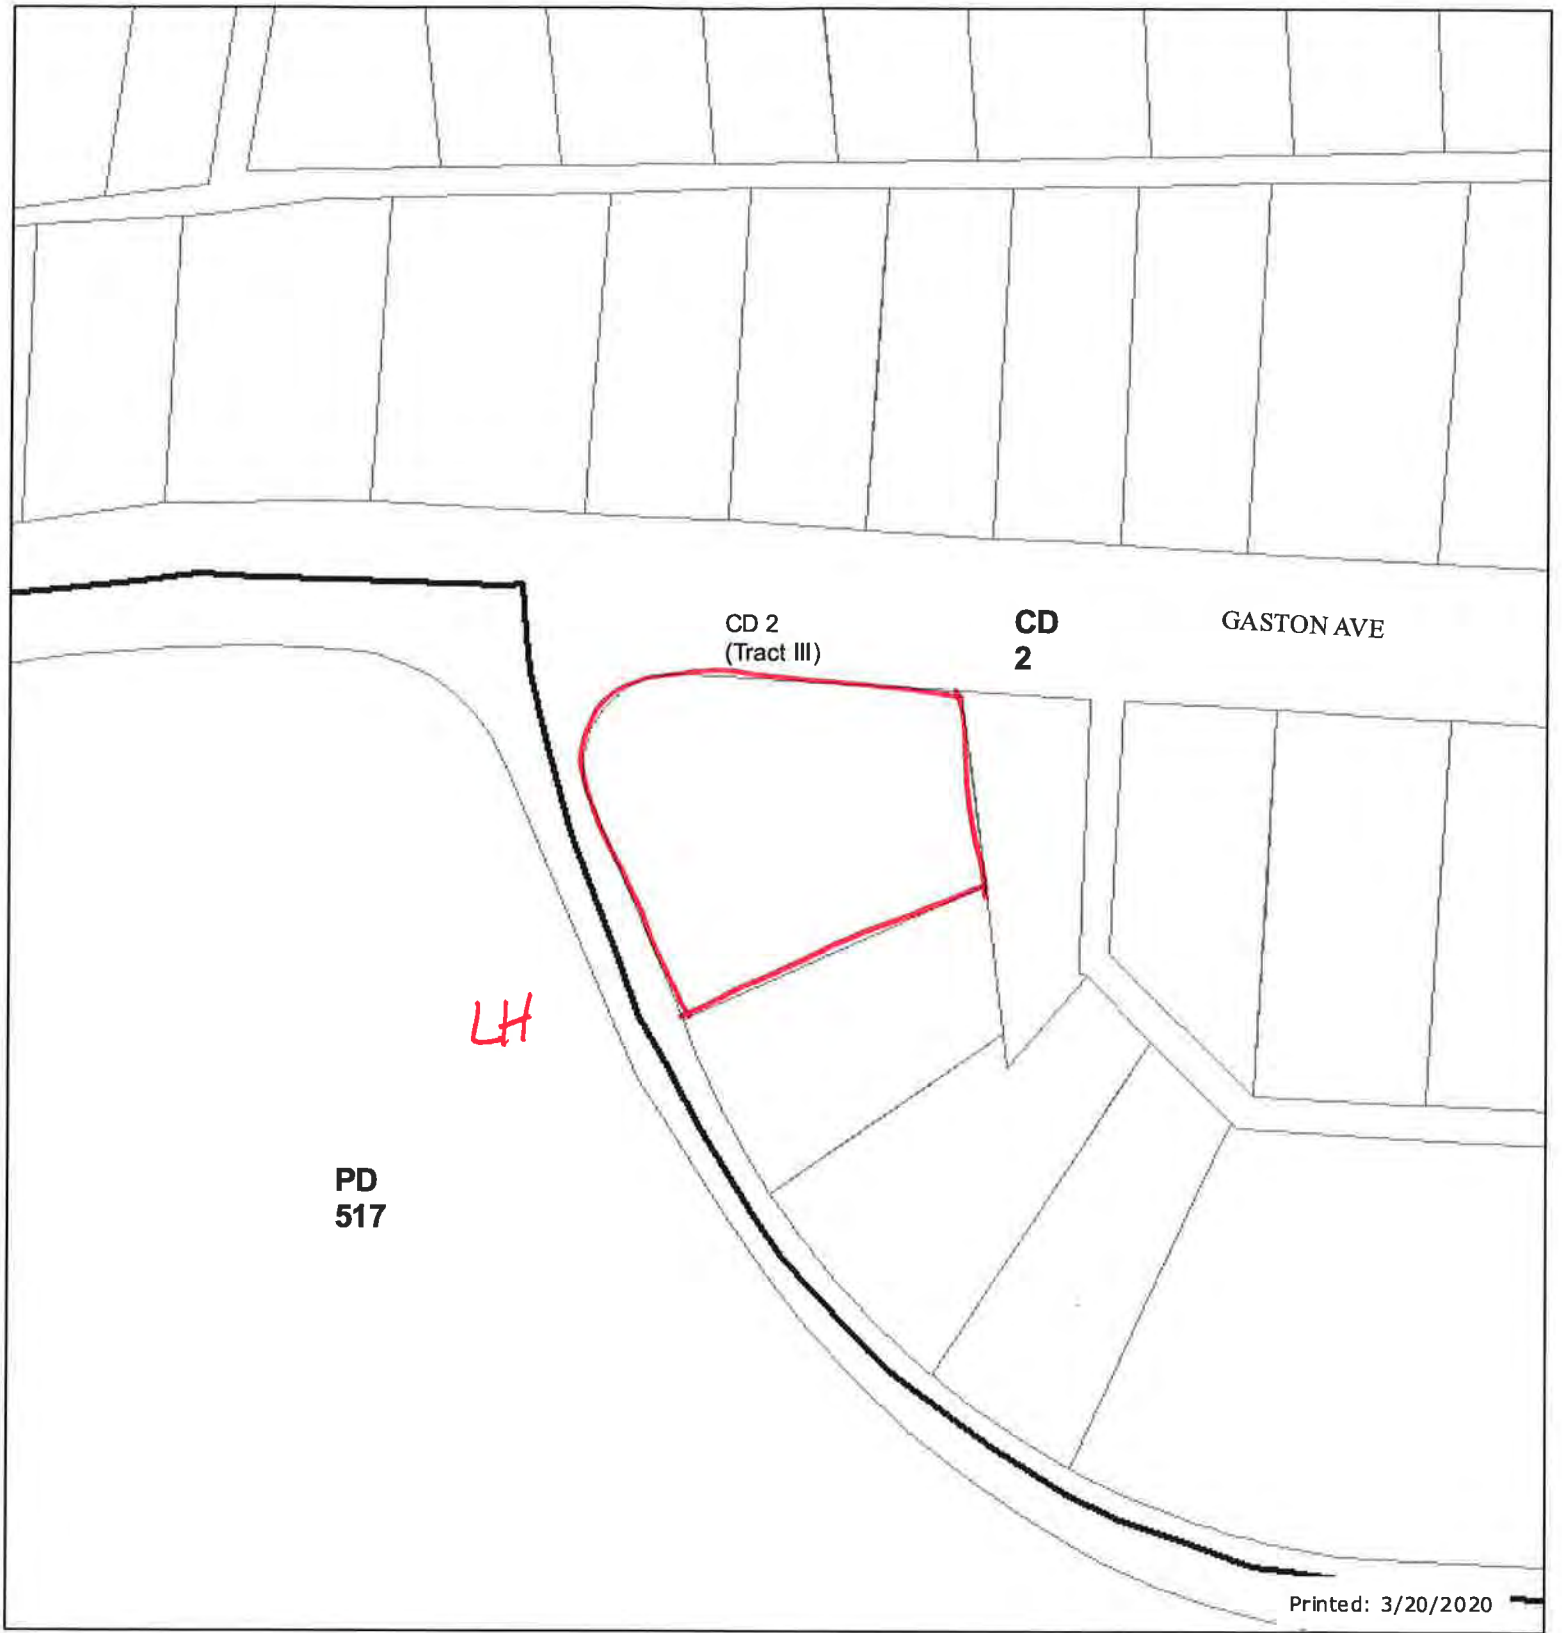 CD 2
(Tract III)
CD
2
GASTON AVE
LH
PD
517
Printed: 3/20/2020